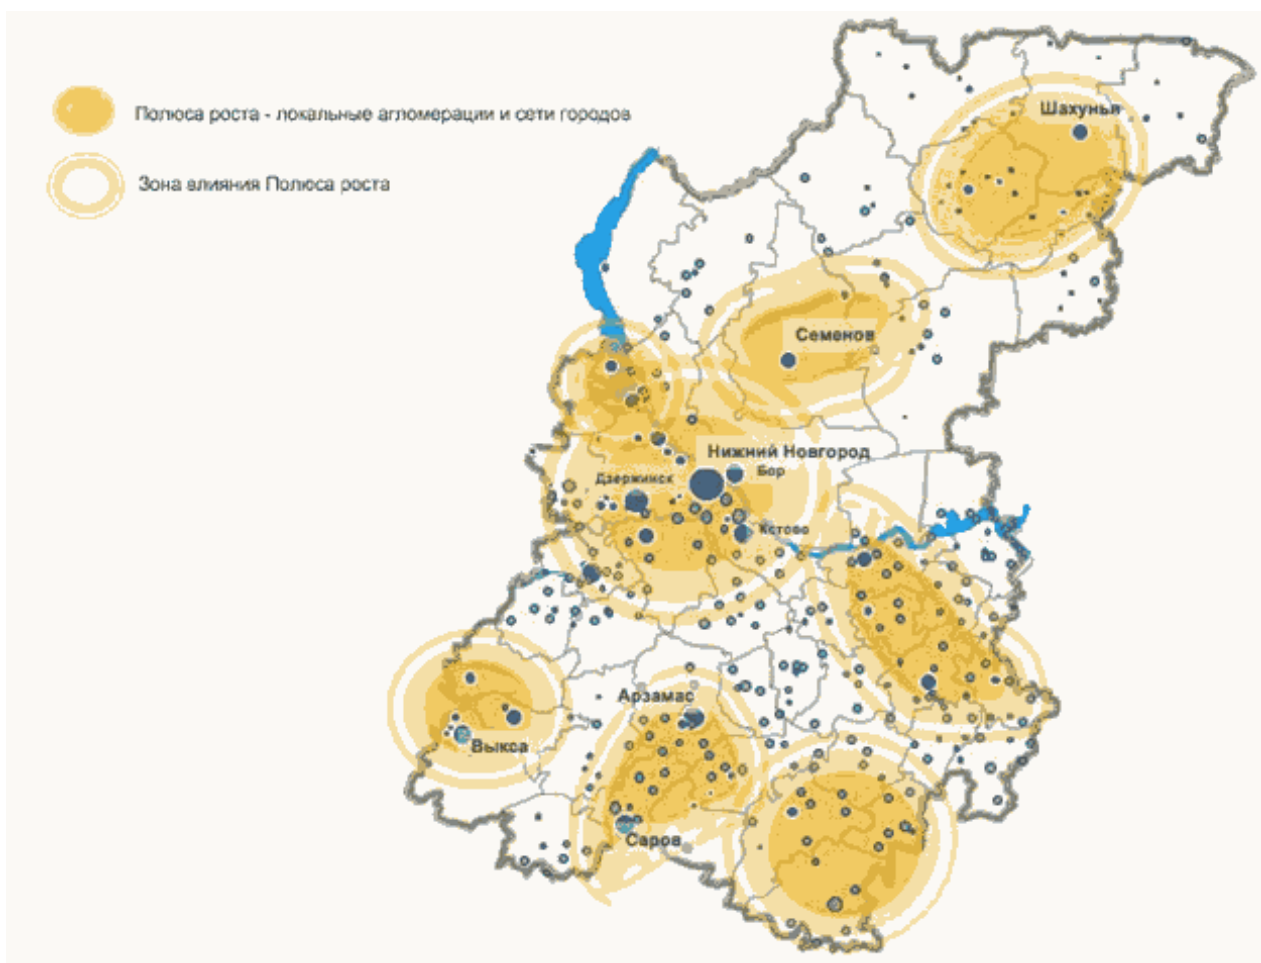 Полюса роста - локальные агломерации и сети городов
Зона влияния Полюса роста
Шахунья
Семенов
Нижний Новгород
Бор
Дзержинск
Кстово
Арзамас
Выкса
Саров